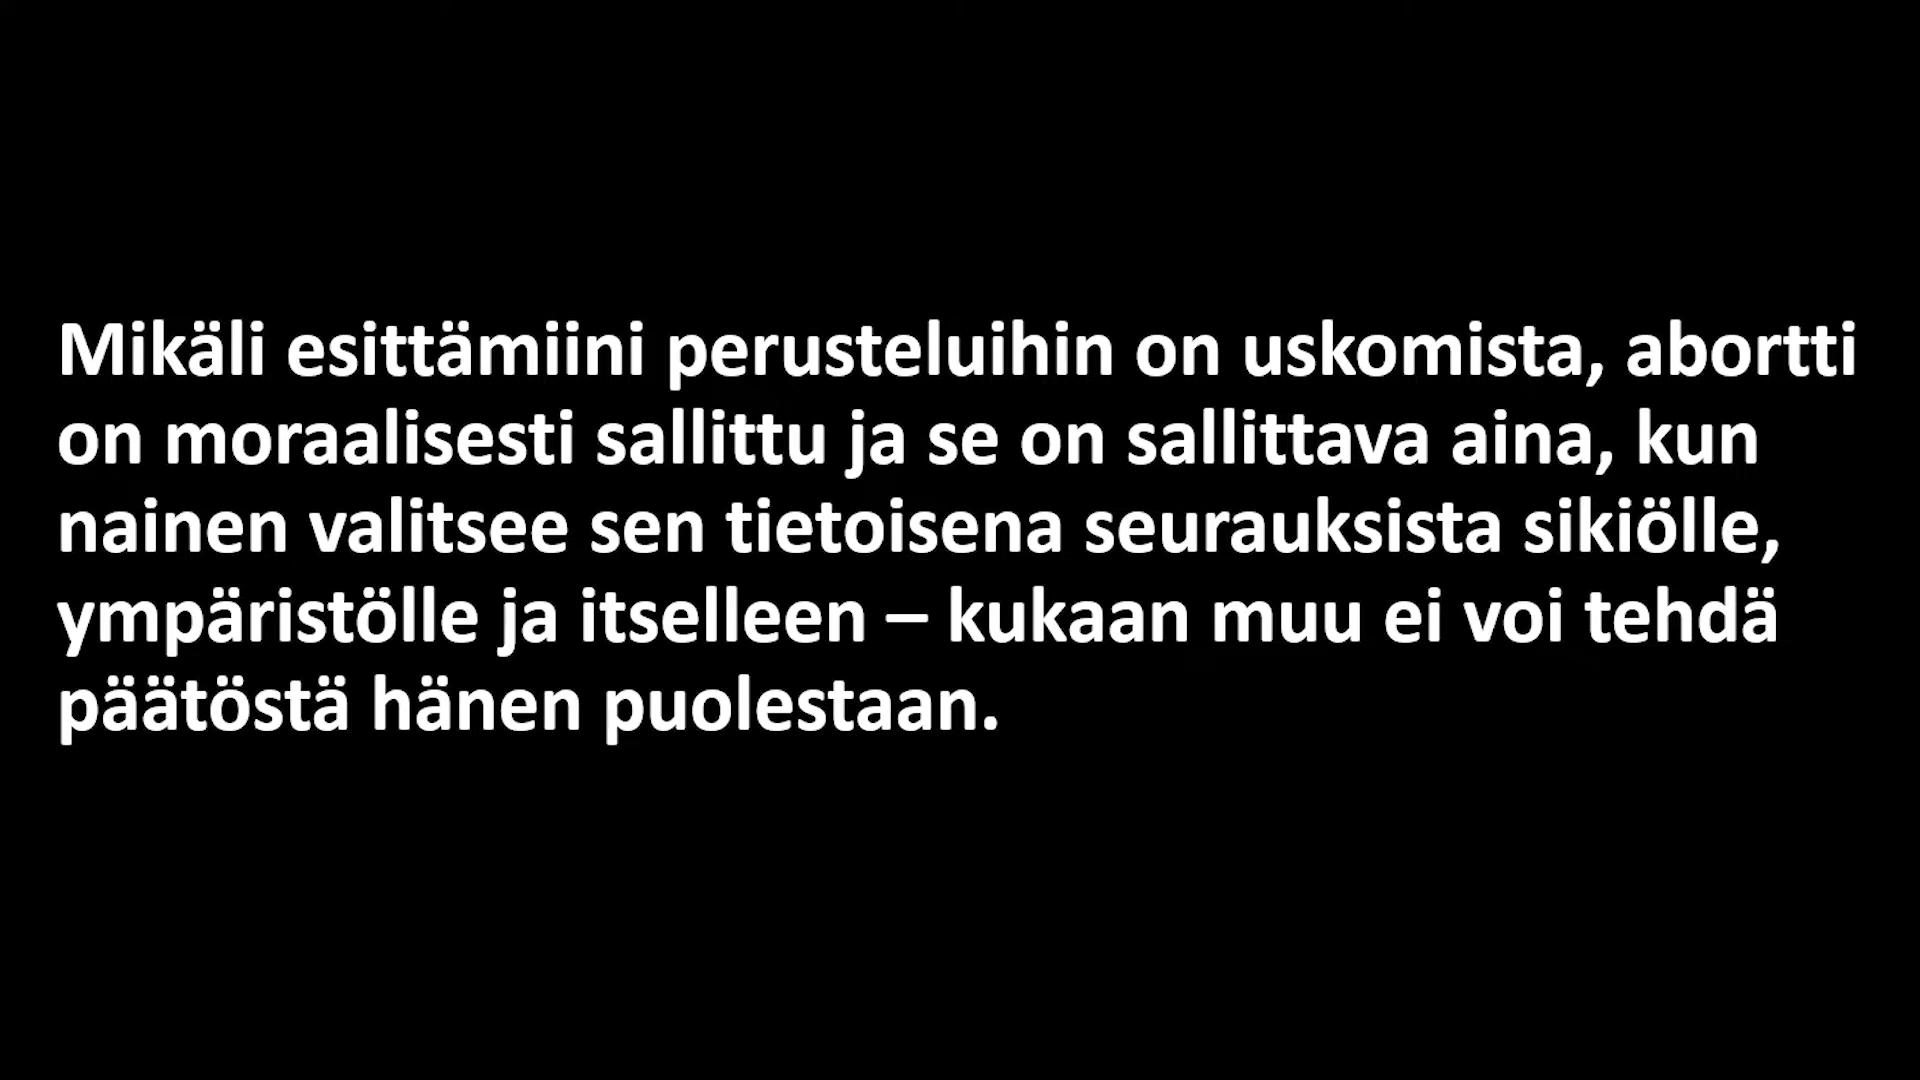 Mikäli esittämiini perusteluihin on uskomista, abortti
on moraalisesti sallittu ja se on sallittava aina, kun
nainen valitsee sen tietoisena seurauksista sikiölle,
ympäristölle ja itselleen – kukaan muu ei voi tehdä
päätöstä hänen puolestaan.